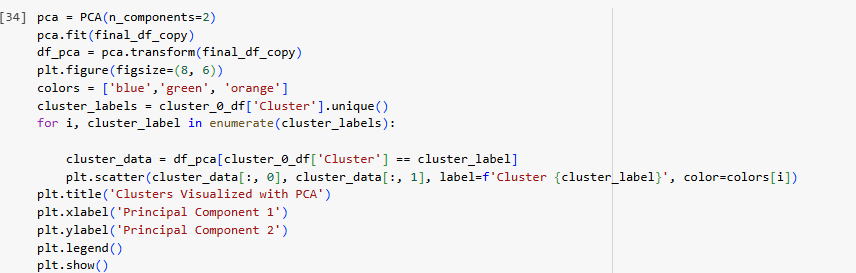 [34] pca = PCA(n_components=2)
pca.fit(final_df_copy)
df_pca = pca.transform(final_df_copy)
plt.figure(figsize=(8, 6))
colors = ['blue','green', 'orange']
cluster_labels = cluster_0_df['Cluster'].unique()
for i, cluster_label in enumerate(cluster_labels):
cluster_data = df_pca[cluster_0_df['Cluster'] == cluster_label]
plt.scatter(cluster_data[:, 0], cluster_data[:, 1], label=f'Cluster {cluster_label}', color=colors[i])
plt.title('Clusters Visualized with PCA')
plt.xlabel('Principal Component 1')
plt.ylabel('Principal Component 2')
plt.legend()
plt.show()